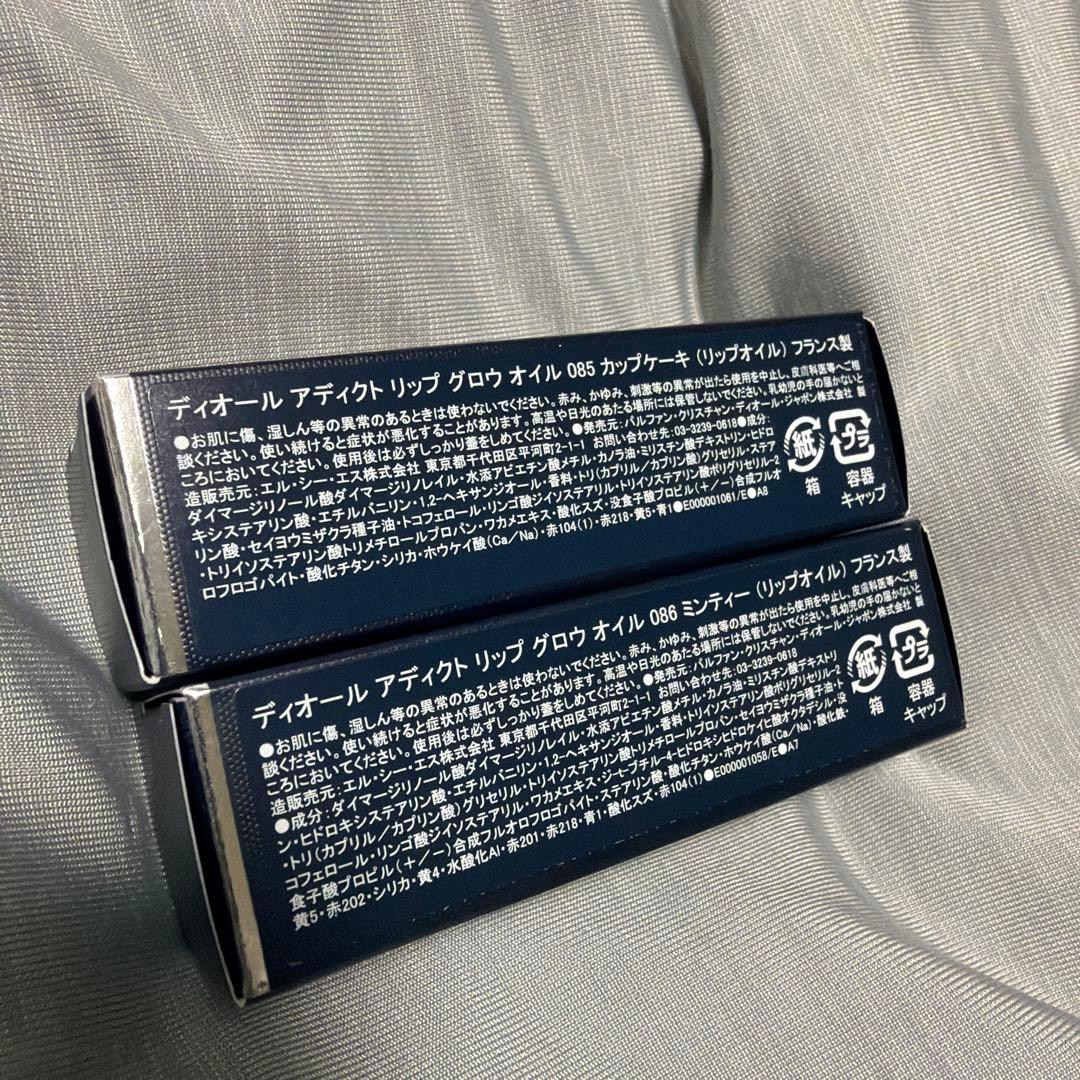 ディオール アディクト リップ グロウ オイル 085 カップケーキ (リップオイル) フランス製
●お肌に傷、湿しん等の異常のあるときは使わないでください。赤み、かゆみ、刺激等の異常が出たら使用を中止し、皮膚科医等へご相
談ください。使い続けると症状が悪化することがあります。高温や日光のあたる場所には保管しないでください。乳幼児の手の届かないと
ころにおいてください。使用後は必ずしっかり蓋をしめてください。●発売元:パルファン・クリスチャン・ディオール・ジャポン株式会社 製
造販売元:エル・シー・エス株式会社 東京都千代田区平河町2-1-1 お問い合わせ先:03-3239-0618●成分:
ダイマージリノール酸ダイマージリノレイル・水添アビエチン酸メチル・カノラ油・ミリスチン酸デキストリン・ヒドロ
キシステアリン酸・エチルバニリン・1,2-ヘキサンジオール・香料・トリ(カプリル/カプリン酸)グリセリル・ステア
リン酸・セイヨウミザクラ種子油・トコフェロール・リンゴ酸ジイソステアリル・トリイソステアリン酸ポリグリセリル-2
・トリイソステアリン酸トリメチロールプロパン・ワカメエキス・酸化スズ・没食子酸プロピル(+/-)合成フルオ
ロフロゴパイト・酸化チタン・シリカ・ホウケイ酸(Ca/Na)・赤104(1)・赤218・黄5・青1●E000001061/E●A8
紙
箱
プラ
容器
キャップ
ディオール アディクト リップ グロウ オイル 086 ミンティー (リップオイル) フランス製
●お肌に傷、湿しん等の異常のあるときは使わないでください。赤み、かゆみ、刺激等の異常が出たら使用を中止し、皮膚科医等へご相
談ください。使い続けると症状が悪化することがあります。高温や日光のあたる場所には保管しないでください。乳幼児の手の届かないと
ころにおいてください。使用後は必ずしっかり蓋をしめてください。●発売元:パルファン・クリスチャン・ディオール・ジャポン株式会社 製
造販売元:エル・シー・エス株式会社 東京都千代田区平河町2-1-1 お問い合わせ先:03-3239-0618
●成分:ダイマージリノール酸ダイマージリノレイル・水添アビエチン酸メチル・カノラ油・ミリスチン酸デキストリ
ン・ヒドロキシステアリン酸・エチルバニリン・1,2-ヘキサンジオール・香料・トリイソステアリン酸ポリグリセリル-2
・トリ(カプリル/カプリン酸)グリセリル・トリイソステアリン酸トリメチロールプロパン・セイヨウミザクラ種子油・ト
コフェロール・リンゴ酸ジイソステアリル・ワカメエキス・ジ-t-ブチル-4-ヒドロキシヒドロケイヒ酸オクタデシル・没
食子酸プロピル(+/-)合成フルオロフロゴパイト・ステアリン酸・酸化チタン・ホウケイ酸(Ca/Na)・酸化鉄・
黄5・赤202・シリカ・黄4・水酸化Al・赤201・赤218・青1・酸化スズ・赤104(1)●E000001058/E●A7
紙
箱
プラ
容器
キャップ